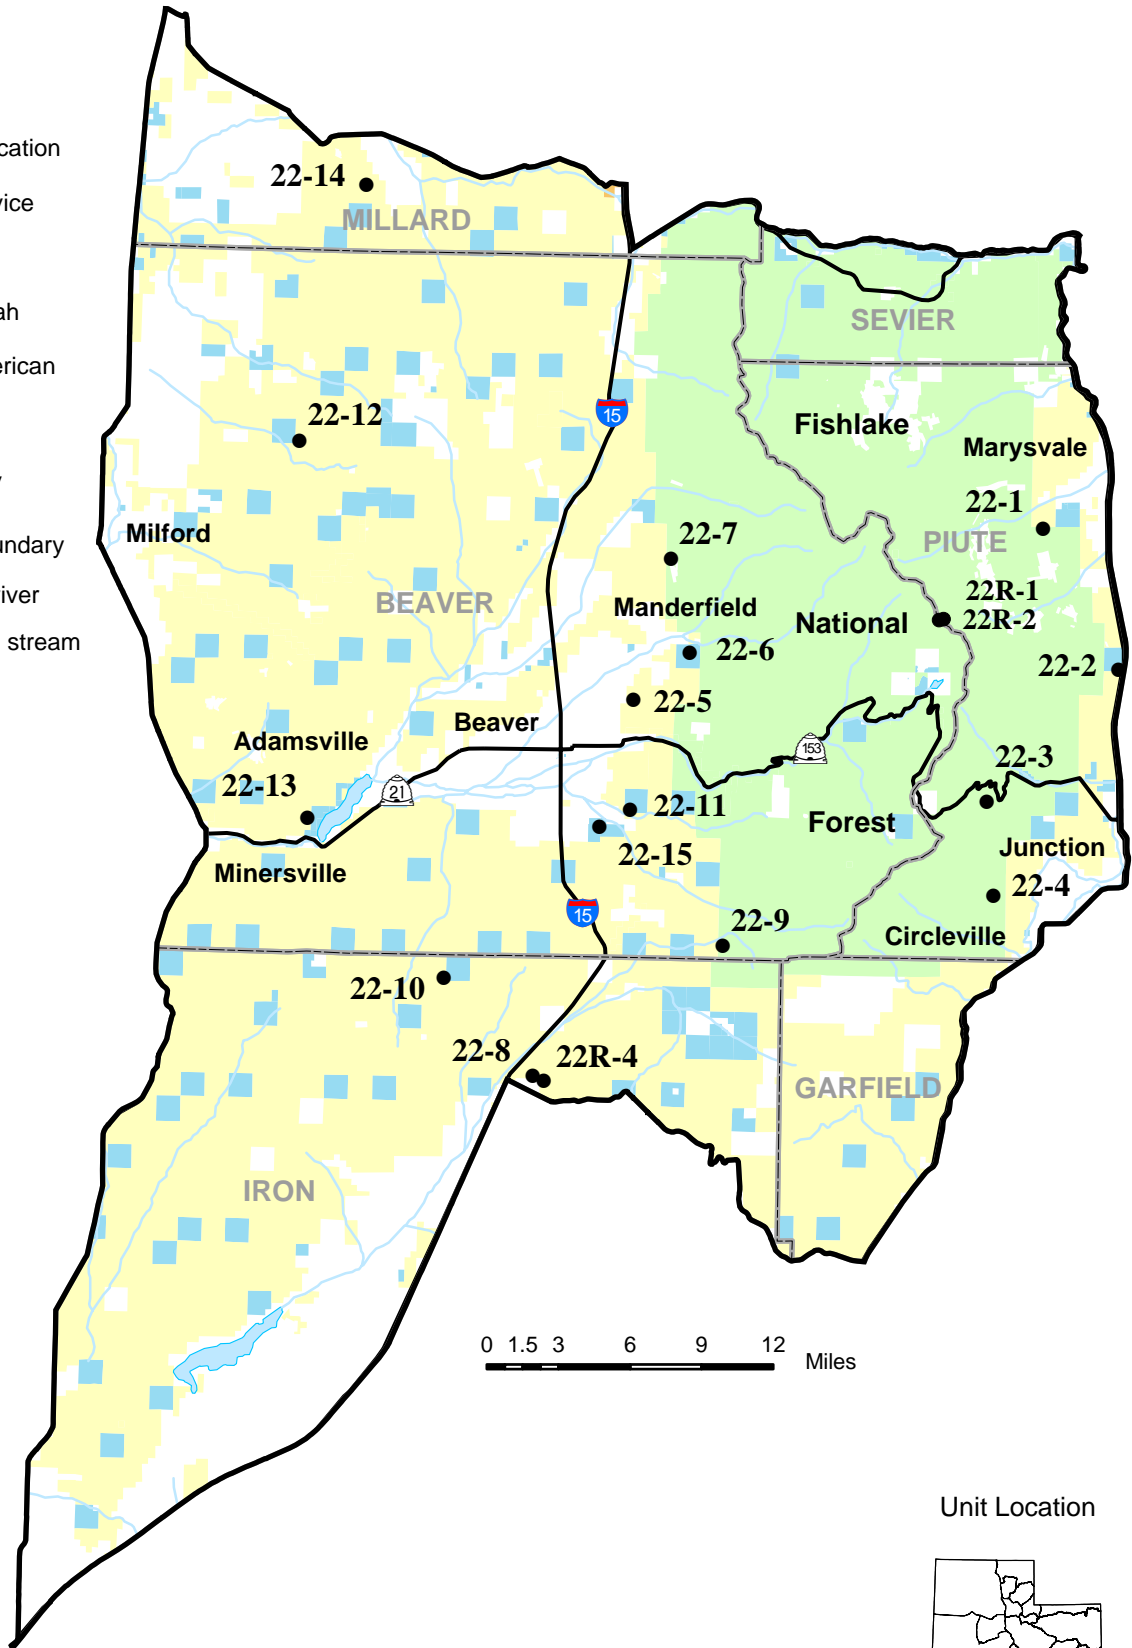 cation
22-14
vice
MILLARD
ah
SEVIER
erican
22-12
15
Fishlake
Marysvale
y
22-1
Milford
undary
22-7
PIUTE
22R-1
river
BEAVER
Manderfield
National
22R-2
stream
22-6
22-2
22-5
Beaver
Adamsville
153
22-3
22-13
21
22-11
Forest
22-15
Junction
Minersville
22-4
15
22-9
Circleville
22-10
22-8
22R-4
GARFIELD
IRON
0 1.5 3 6 9 12
Miles
Unit Location